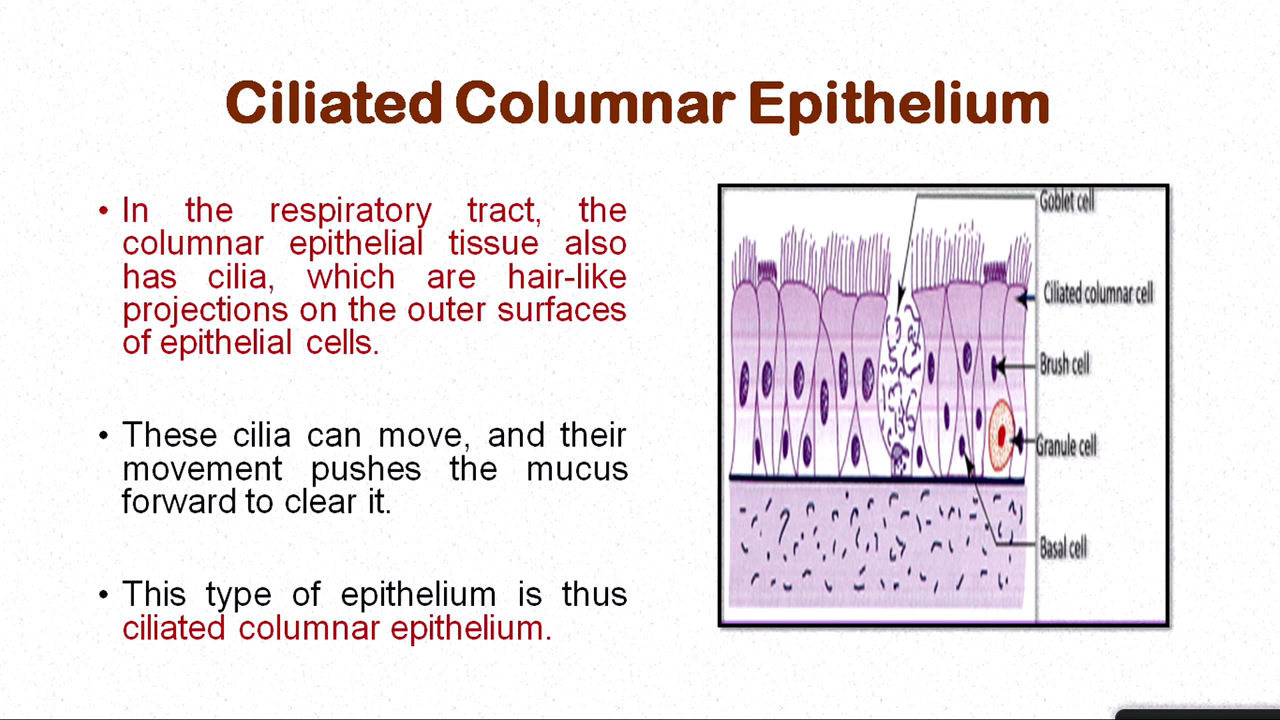 Ciliated Columnar Epithelium
• In the respiratory tract, the
columnar epithelial tissue also
has cilia, which are hair-like
projections on the outer surfaces
of epithelial cells.
• These cilia can move, and their
movement pushes the mucus
forward to clear it.
• This type of epithelium is thus
ciliated columnar epithelium.
Goblet cell
Ciliated columnar cell
Brush cell
Granule cell
Basal cell